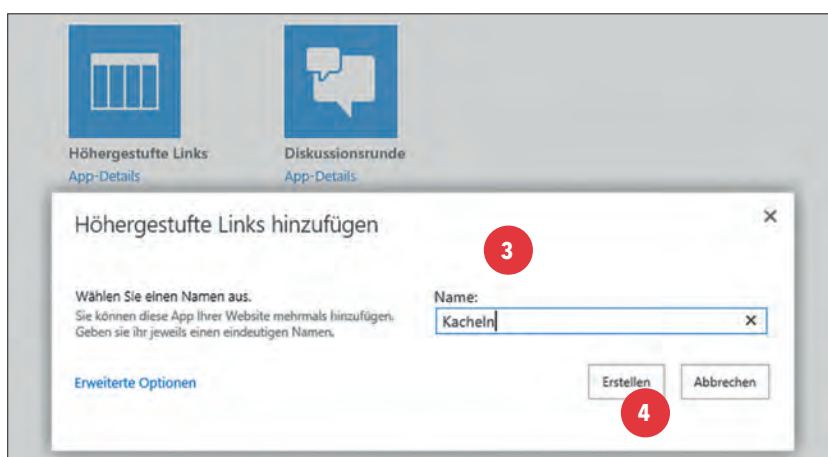 Höhergestufte Links
Diskussionsrunde
App-Details
App-Details
Höhergestufte Links hinzufügen
3
Wählen Sie einen Namen aus.
Sie können diese App Ihrer Website mehrmals hinzufügen.
Geben sie ihr jeweils einen eindeutigen Namen.
Name:
Kacheln
Erweiterte Optionen
Erstellen
Abbrechen
4